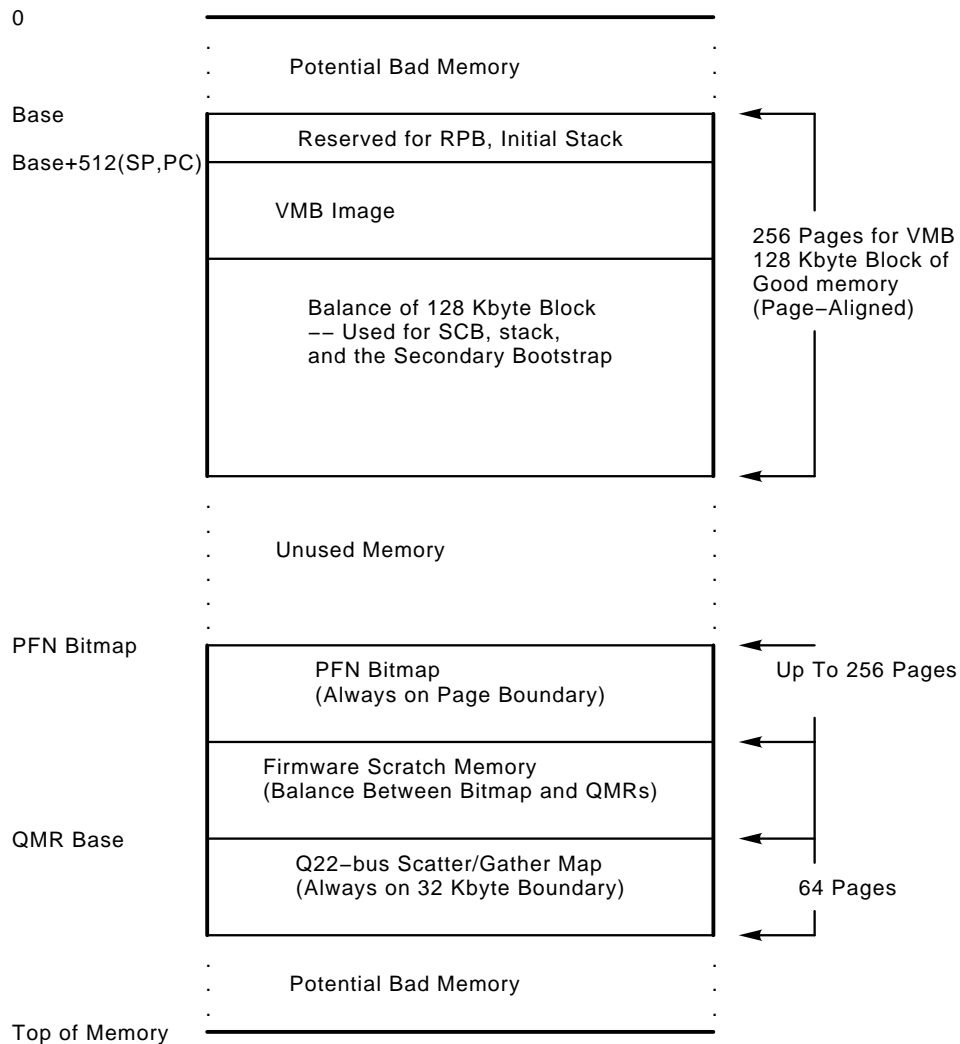 0
Potential Bad Memory
Base
Reserved for RPB, Initial Stack
Base+512(SP,PC)
VMB Image
256 Pages for VMB
128 Kbyte Block of
Good memory
(Page−Aligned)
Balance of 128 Kbyte Block
−− Used for SCB, stack,
and the Secondary Bootstrap
Unused Memory
PFN Bitmap
PFN Bitmap
(Always on Page Boundary)
Up To 256 Pages
Firmware Scratch Memory
(Balance Between Bitmap and QMRs)
QMR Base
Q22−bus Scatter/Gather Map
(Always on 32 Kbyte Boundary)
64 Pages
Potential Bad Memory
Top of Memory